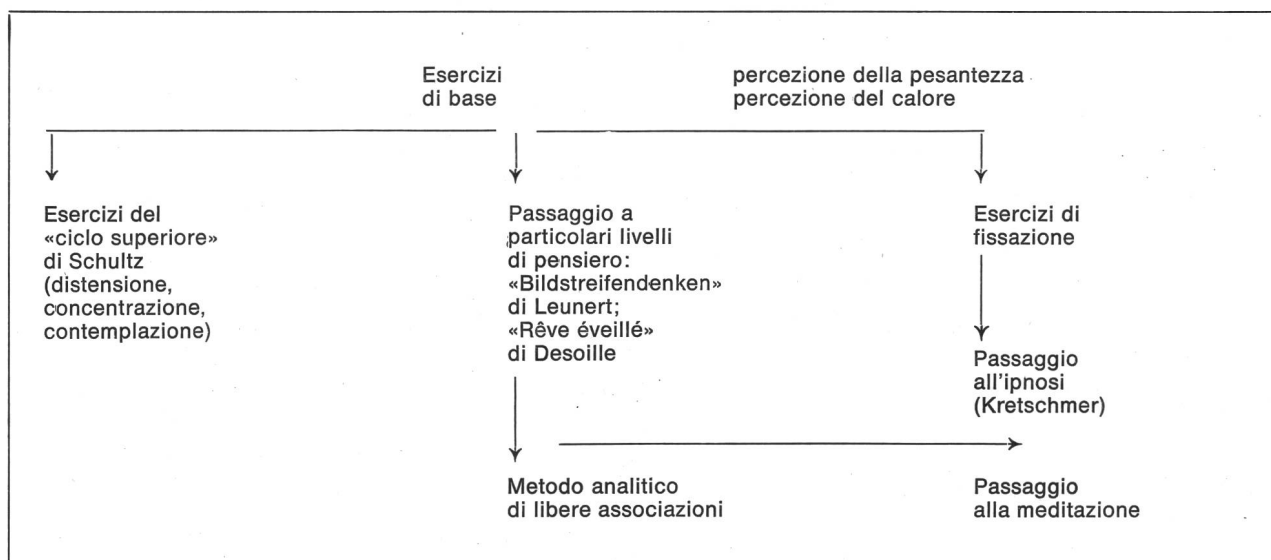 Esercizi
di base
percezione della pesantezza
percezione del calore
Esercizi del
«ciclo superiore»
di Schultz
(distensione,
concentrazione,
contemplazione)
Passaggio a
particolari livelli
di pensiero:
«Bildstreifendenken»
di Leunert;
«Rêve éveillé»
di Desoille
Esercizi di
fissazione
Passaggio
all'ipnosi
(Kretschmer)
Metodo analitico
di libere associazioni
Passaggio
alla meditazione